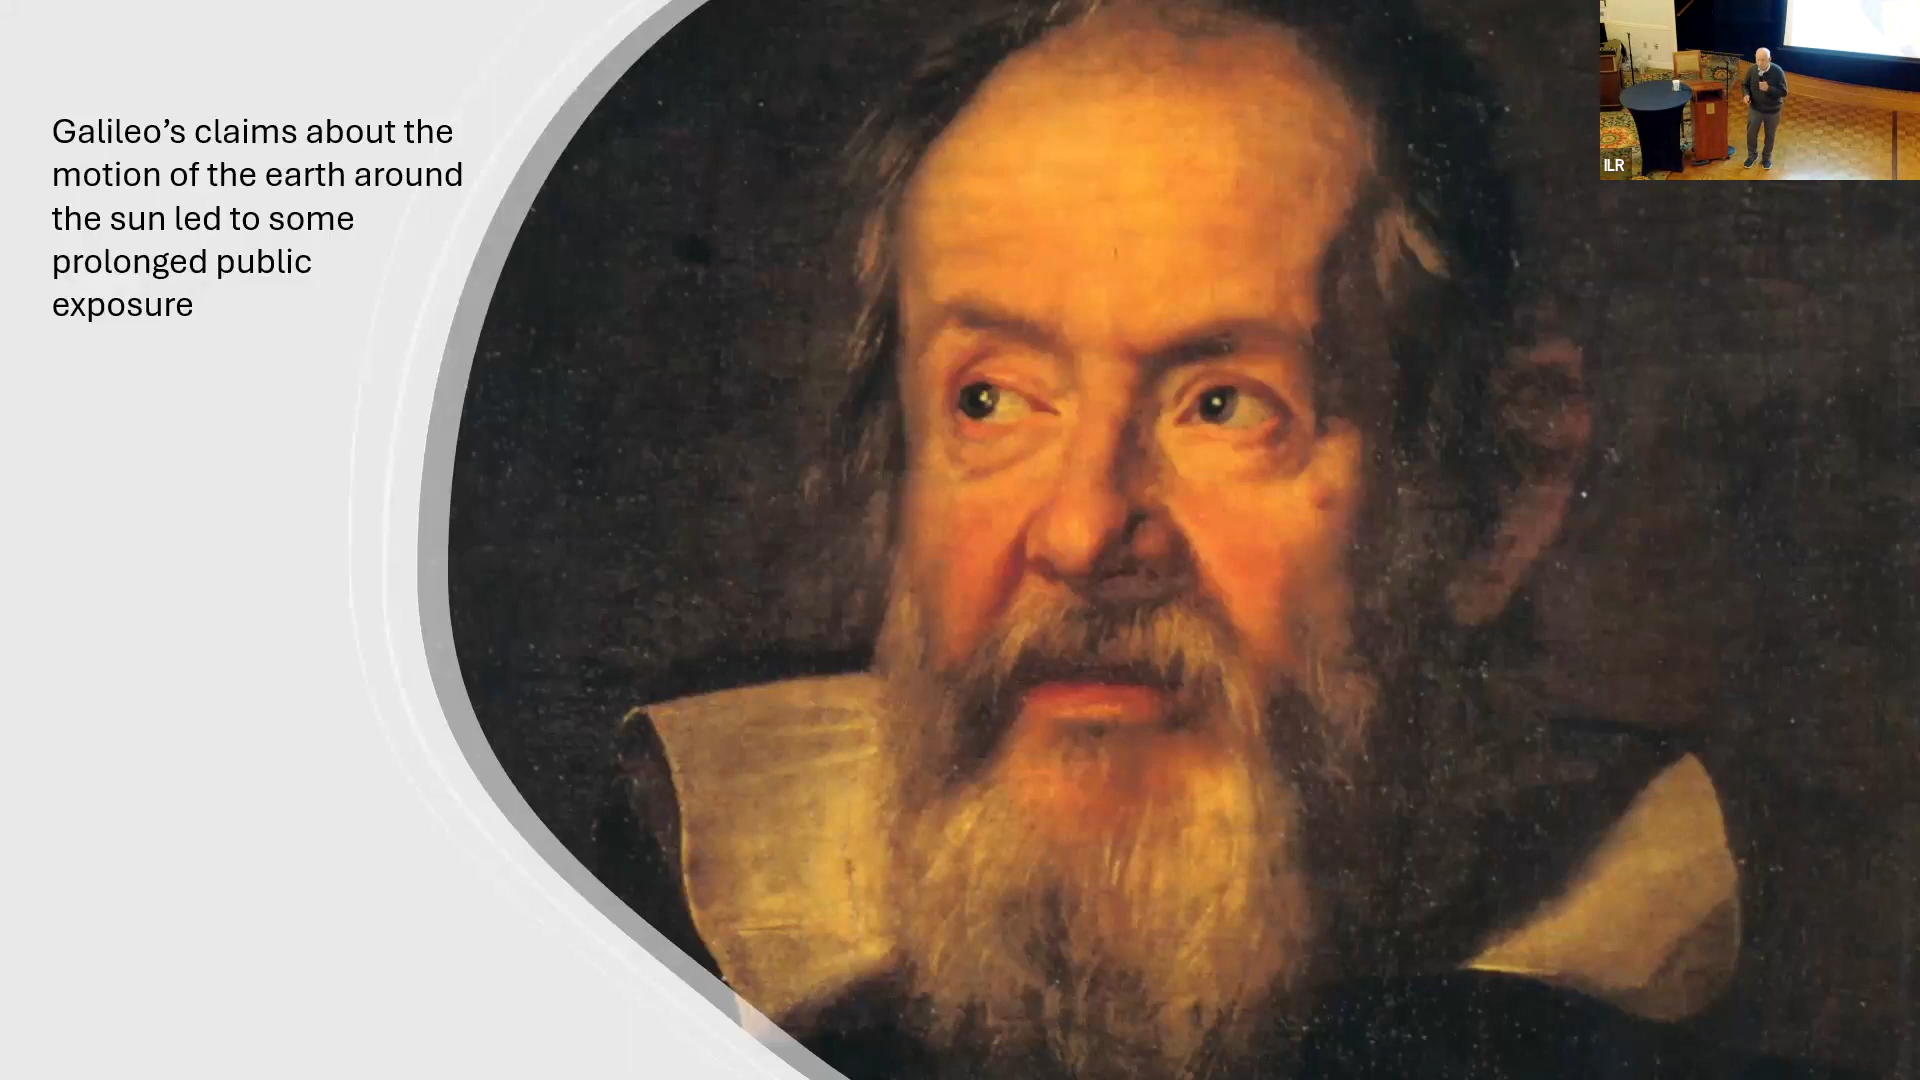 Galileo’s claims about the
motion of the earth around
the sun led to some
prolonged public
exposure
ILR